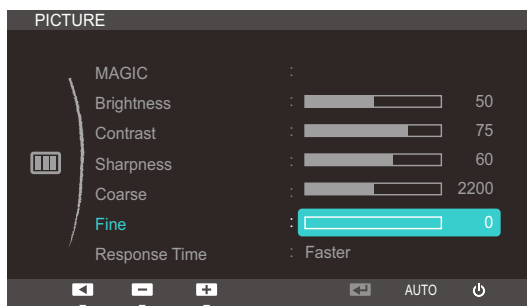 PICTURE
MAGIC :
Brightness : 50
Contrast : 75
Sharpness : 60
Coarse : 2200
Fine : 0
Response Time : Faster
AUTO